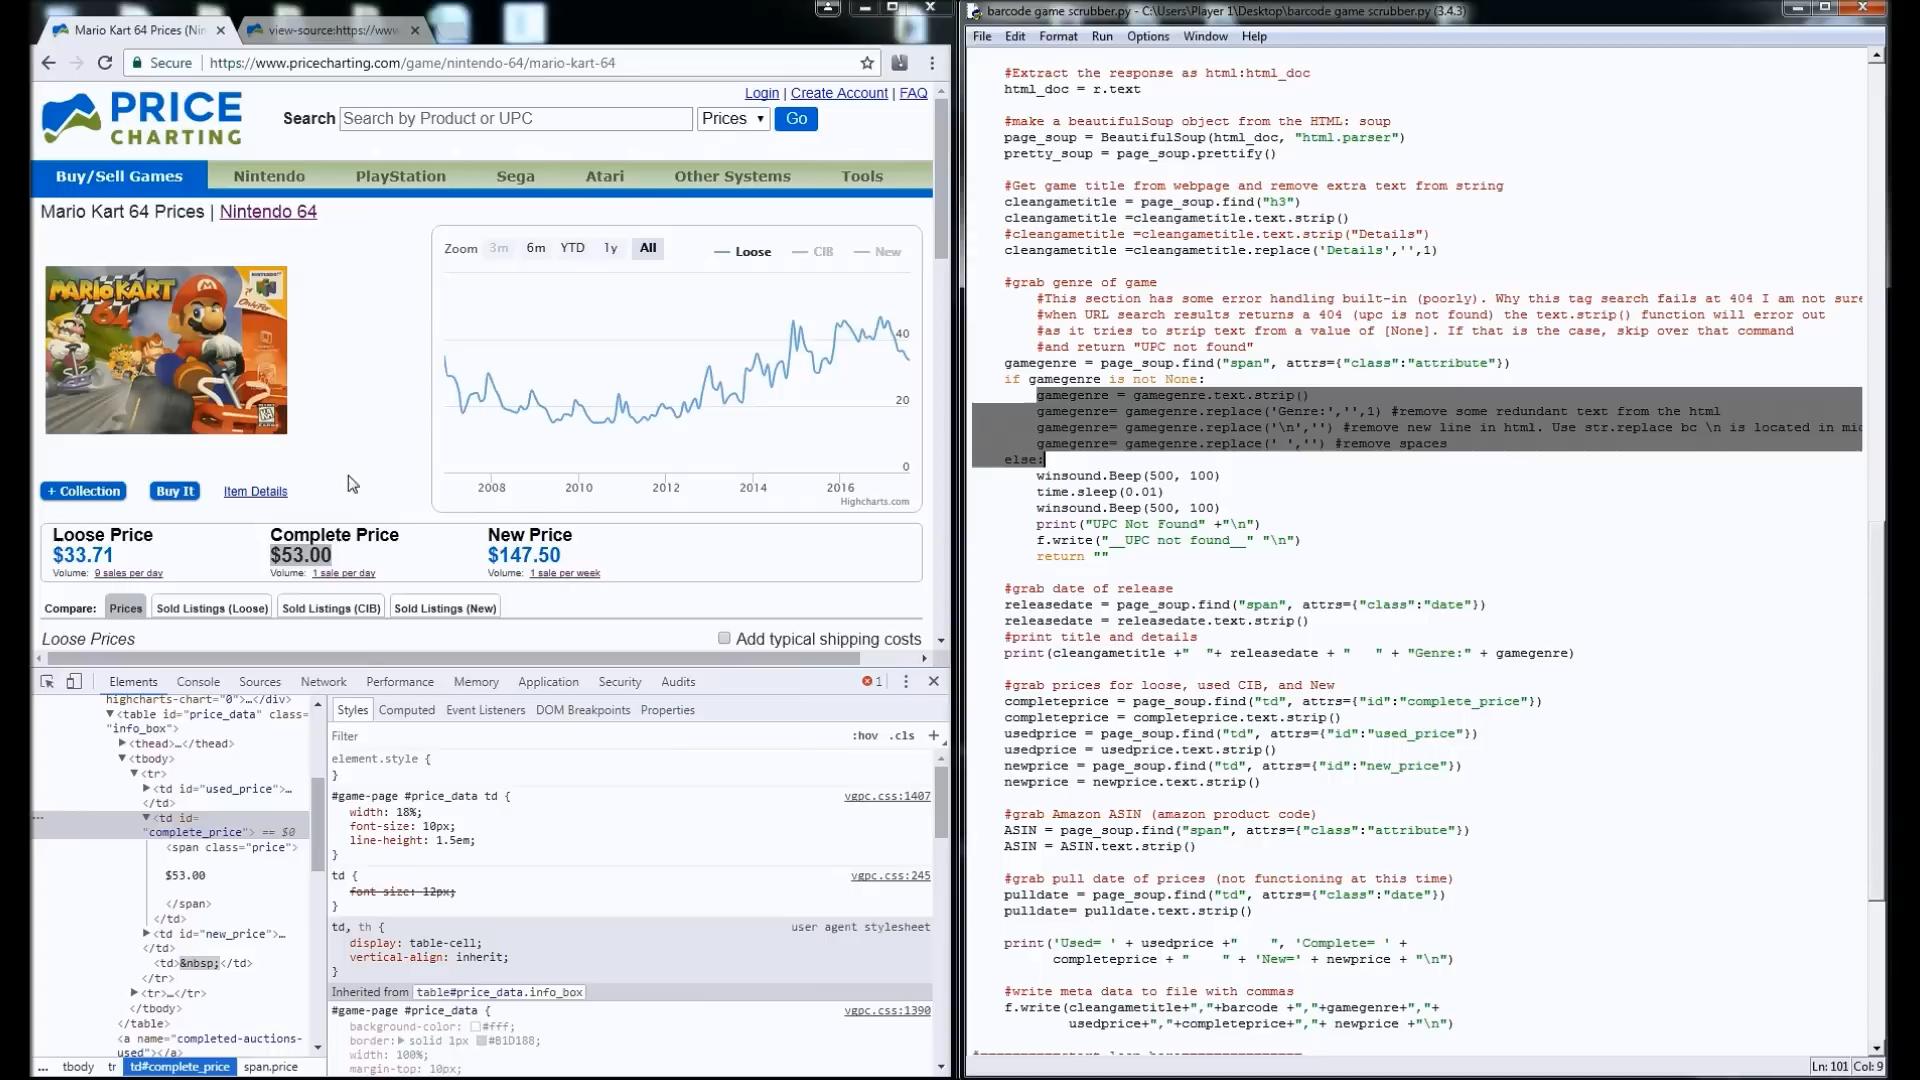 Mario Kart 64 Prices (Nin
view-source:https://www
Secure
https://www.pricecharting.com/game/nintendo-64/mario-kart-64
Login | Create Account | FAQ
PRICE
CHARTING
Search
Search by Product or UPC
Prices
Go
Buy/Sell Games
Nintendo
PlayStation
Sega
Atari
Other Systems
Tools
Mario Kart 64 Prices | Nintendo 64
MARIOKART
64
Zoom 3m 6m YTD 1y All
Loose
CIB
New
40
20
0
2008 2010 2012 2014 2016
Highcharts.com
+ Collection
Buy It
Item Details
Loose Price
$33.71
Volume: 9 sales per day
Complete Price
$53.00
Volume: 1 sale per day
New Price
$147.50
Volume: 1 sale per week
Compare:
Prices
Sold Listings (Loose)
Sold Listings (CIB)
Sold Listings (New)
Loose Prices
Add typical shipping costs
Elements Console Sources Network Performance Memory Application Security Audits
1
highcharts-chart="0">…</div>
<table id="price_data" class=
"info_box">
<thead>…</thead>
<tbody>
<tr>
<td id="used_price">…
</td>
<td id=
"complete_price"> == $0
<span class="price">
$53.00
</span>
</td>
<td id="new_price">…
</td>
<td>&nbsp;</td>
</tr>
<tr>…</tr>
</tbody>
</table>
<a name="completed-auctions-
used"></a>
... tbody tr td#complete_price span.price
Styles Computed Event Listeners DOM Breakpoints Properties
Filter
:hov .cls +
element.style {
}
#game-page #price_data td {
vgpc.css:1407
width: 18%;
font-size: 10px;
line-height: 1.5em;
}
td {
vgpc.css:245
font-size: 12px;
}
td, th {
user agent stylesheet
display: table-cell;
vertical-align: inherit;
}
Inherited from table#price_data.info_box
#game-page #price_data {
vgpc.css:1390
background-color: #fff;
border: solid 1px #B1D188;
width: 100%;
margin-top: 10px;
barcode game scrubber.py - C:\Users\Player 1\Desktop\barcode game scrubber.py (3.4.3)
File Edit Format Run Options Window Help
#Extract the response as html:html_doc
html_doc = r.text
#make a beautifulSoup object from the HTML: soup
page_soup = BeautifulSoup(html_doc, "html.parser")
pretty_soup = page_soup.prettify()
#Get game title from webpage and remove extra text from string
cleangametitle = page_soup.find("h3")
cleangametitle =cleangametitle.text.strip()
#cleangametitle =cleangametitle.text.strip("Details")
cleangametitle =cleangametitle.replace('Details','',1)
#grab genre of game
#This section has some error handling built-in (poorly). Why this tag search fails at 404 I am not sure
#when URL search results returns a 404 (upc is not found) the text.strip() function will error out
#as it tries to strip text from a value of [None]. If that is the case, skip over that command
#and return "UPC not found"
gamegenre = page_soup.find("span", attrs={"class":"attribute"})
if gamegenre is not None:
gamegenre = gamegenre.text.strip()
gamegenre= gamegenre.replace('Genre:','',1) #remove some redundant text from the html
gamegenre= gamegenre.replace('\n','') #remove new line in html. Use str.replace bc \n is located in mid
gamegenre= gamegenre.replace(' ','') #remove spaces
else:
winsound.Beep(500, 100)
time.sleep(0.01)
winsound.Beep(500, 100)
print("UPC Not Found" +"\n")
f.write("__UPC not found__" "\n")
return ""
#grab date of release
releasedate = page_soup.find("span", attrs={"class":"date"})
releasedate = releasedate.text.strip()
#print title and details
print(cleangametitle +"  "+ releasedate + "   " + "Genre:" + gamegenre)
#grab prices for loose, used CIB, and New
completeprice = page_soup.find("td", attrs={"id":"complete_price"})
completeprice = completeprice.text.strip()
usedprice = page_soup.find("td", attrs={"id":"used_price"})
usedprice = usedprice.text.strip()
newprice = page_soup.find("td", attrs={"id":"new_price"})
newprice = newprice.text.strip()
#grab Amazon ASIN (amazon product code)
ASIN = page_soup.find("span", attrs={"class":"attribute"})
ASIN = ASIN.text.strip()
#grab pull date of prices (not functioning at this time)
pulldate = page_soup.find("td", attrs={"class":"date"})
pulldate= pulldate.text.strip()
print('Used= ' + usedprice +"    ", 'Complete= ' +
completeprice + "    " + 'New=' + newprice + "\n")
#write meta data to file with commas
f.write(cleangametitle+","+barcode +","+gamegenre+","+
usedprice+","+completeprice+","+ newprice +"\n")
Ln: 101 Col: 9